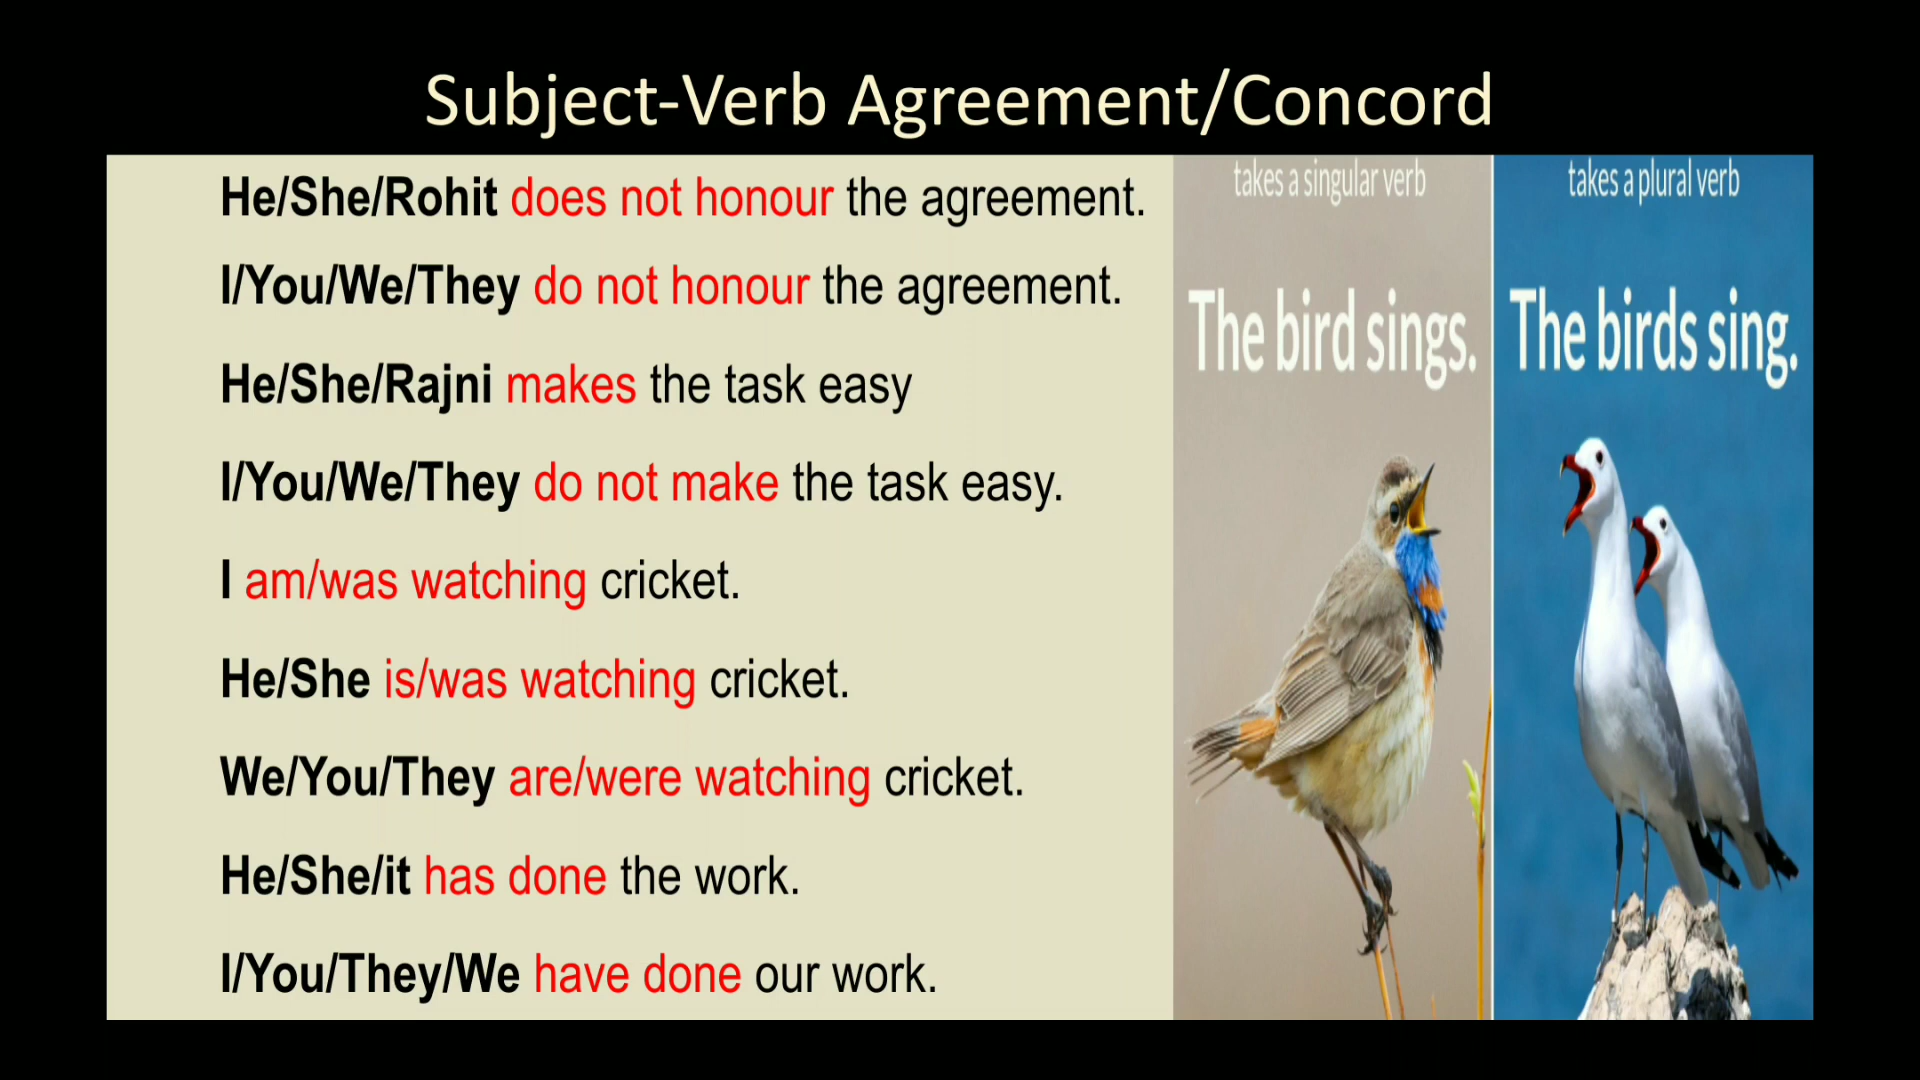 Subject-Verb Agreement/Concord
He/She/Rohit does not honour the agreement.
I/You/We/They do not honour the agreement.
He/She/Rajni makes the task easy
I/You/We/They do not make the task easy.
I am/was watching cricket.
He/She is/was watching cricket.
We/You/They are/were watching cricket.
He/She/it has done the work.
I/You/They/We have done our work.
takes a singular verb
The bird sings.
takes a plural verb
The birds sing.